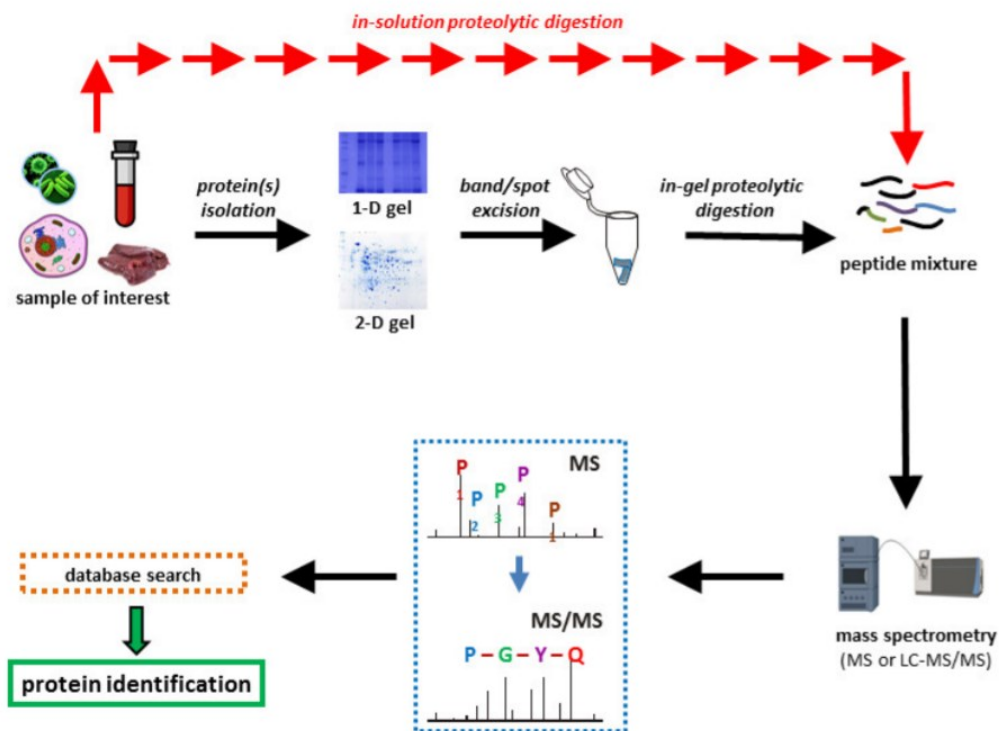 in-solution proteolytic digestion
protein(s)
isolation
1-D gel
2-D gel
band/spot
excision
in-gel proteolytic
digestion
sample of interest
peptide mixture
MS
P
1
P
2
P
3
P
4
P
1
MS/MS
P – G – Y – Q
mass spectrometry
(MS or LC-MS/MS)
database search
protein identification